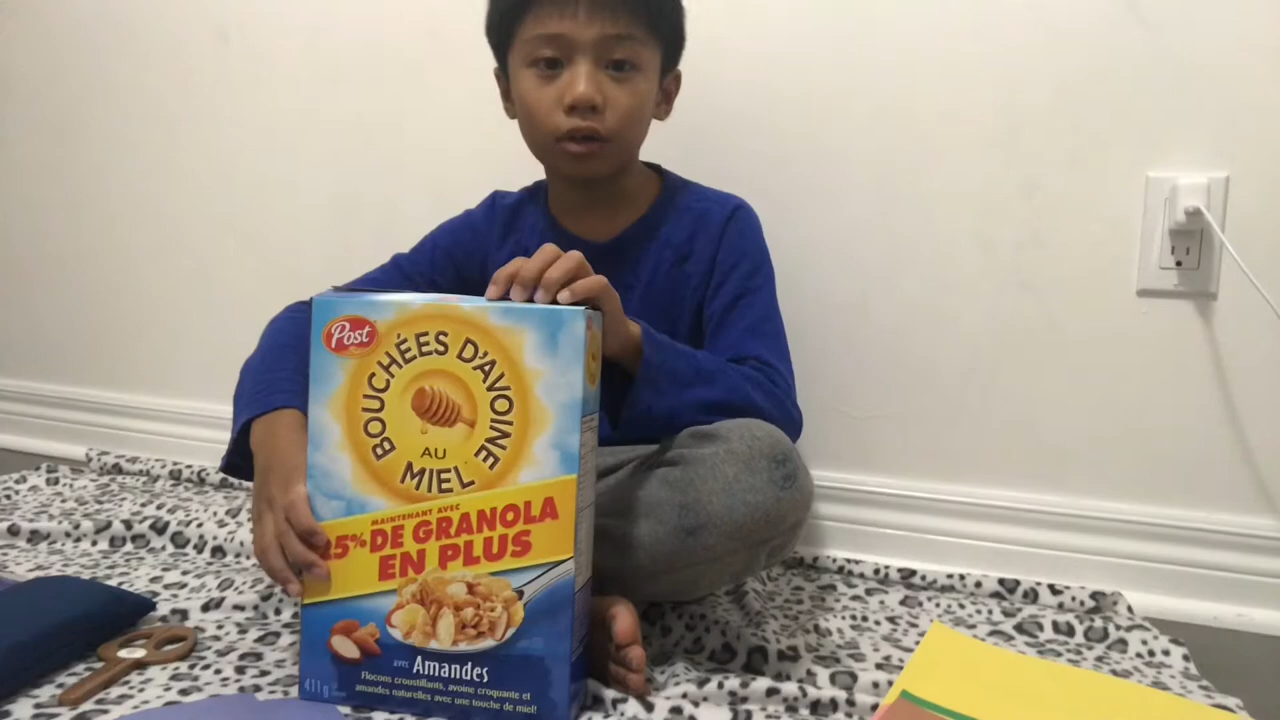 Post
BOUCHÉES D'AVOINE
AU
MIEL
MAINTENANT AVEC
25% DE GRANOLA
EN PLUS
avec Amandes
Flocons croustillants, avoine croquante et
amandes naturelles avec une touche de miel!
411 g